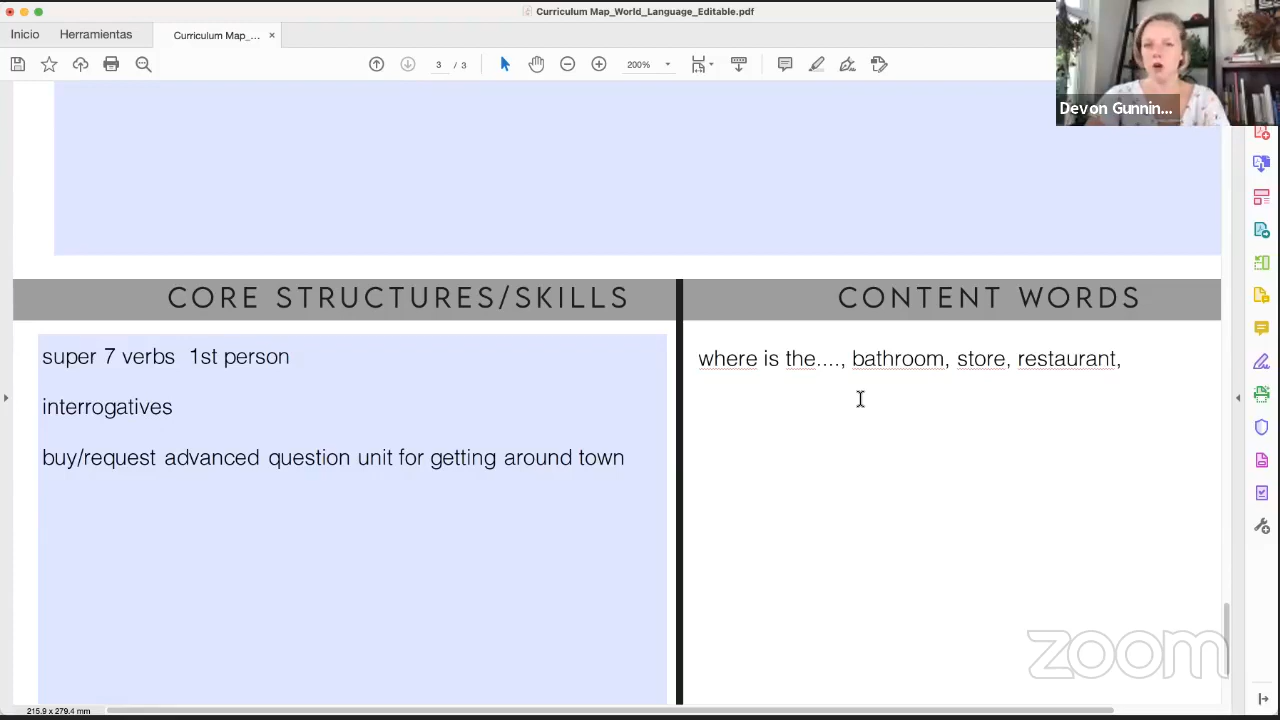 Curriculum Map_World_Language_Editable.pdf
Inicio
Herramientas
Curriculum Map_... ×
3 / 3
200%
Devon Gunnin...
CORE STRUCTURES/SKILLS
super 7 verbs 1st person
interrogatives
buy/request advanced question unit for getting around town
CONTENT WORDS
where is the...., bathroom, store, restaurant,
zoom
215.9 x 279.4 mm